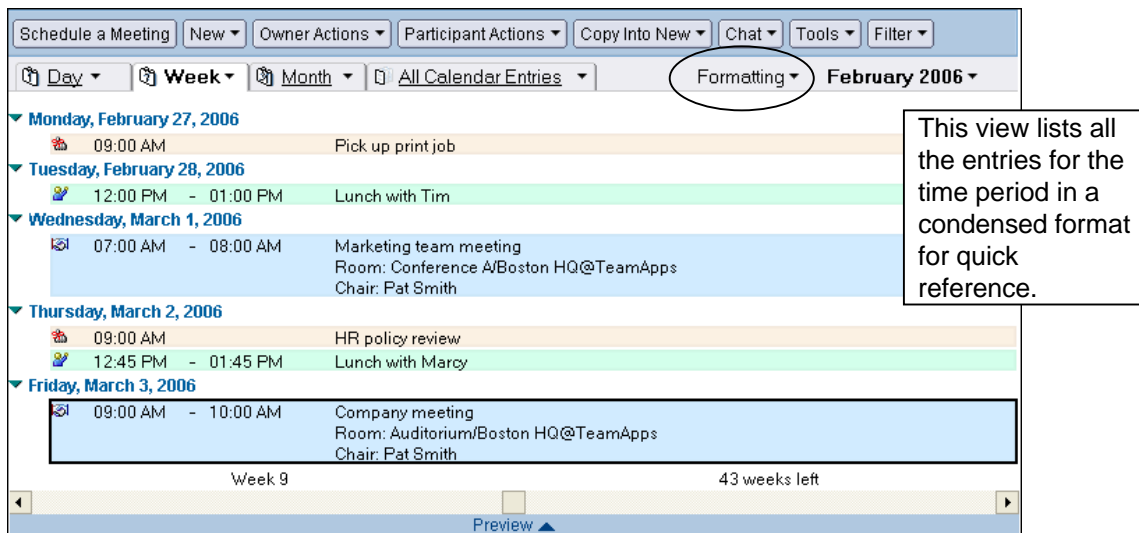 Schedule a Meeting New Owner Actions Participant Actions Copy Into New Chat Tools Filter
Day Week Month All Calendar Entries Formatting February 2006
Monday, February 27, 2006
09:00 AM Pick up print job
Tuesday, February 28, 2006
12:00 PM - 01:00 PM Lunch with Tim
Wednesday, March 1, 2006
07:00 AM - 08:00 AM Marketing team meeting
Room: Conference A/Boston HQ@TeamApps
Chair: Pat Smith
Thursday, March 2, 2006
09:00 AM HR policy review
12:45 PM - 01:45 PM Lunch with Marcy
Friday, March 3, 2006
09:00 AM - 10:00 AM Company meeting
Room: Auditorium/Boston HQ@TeamApps
Chair: Pat Smith
Week 9 43 weeks left
Preview
This view lists all
the entries for the
time period in a
condensed format
for quick
reference.